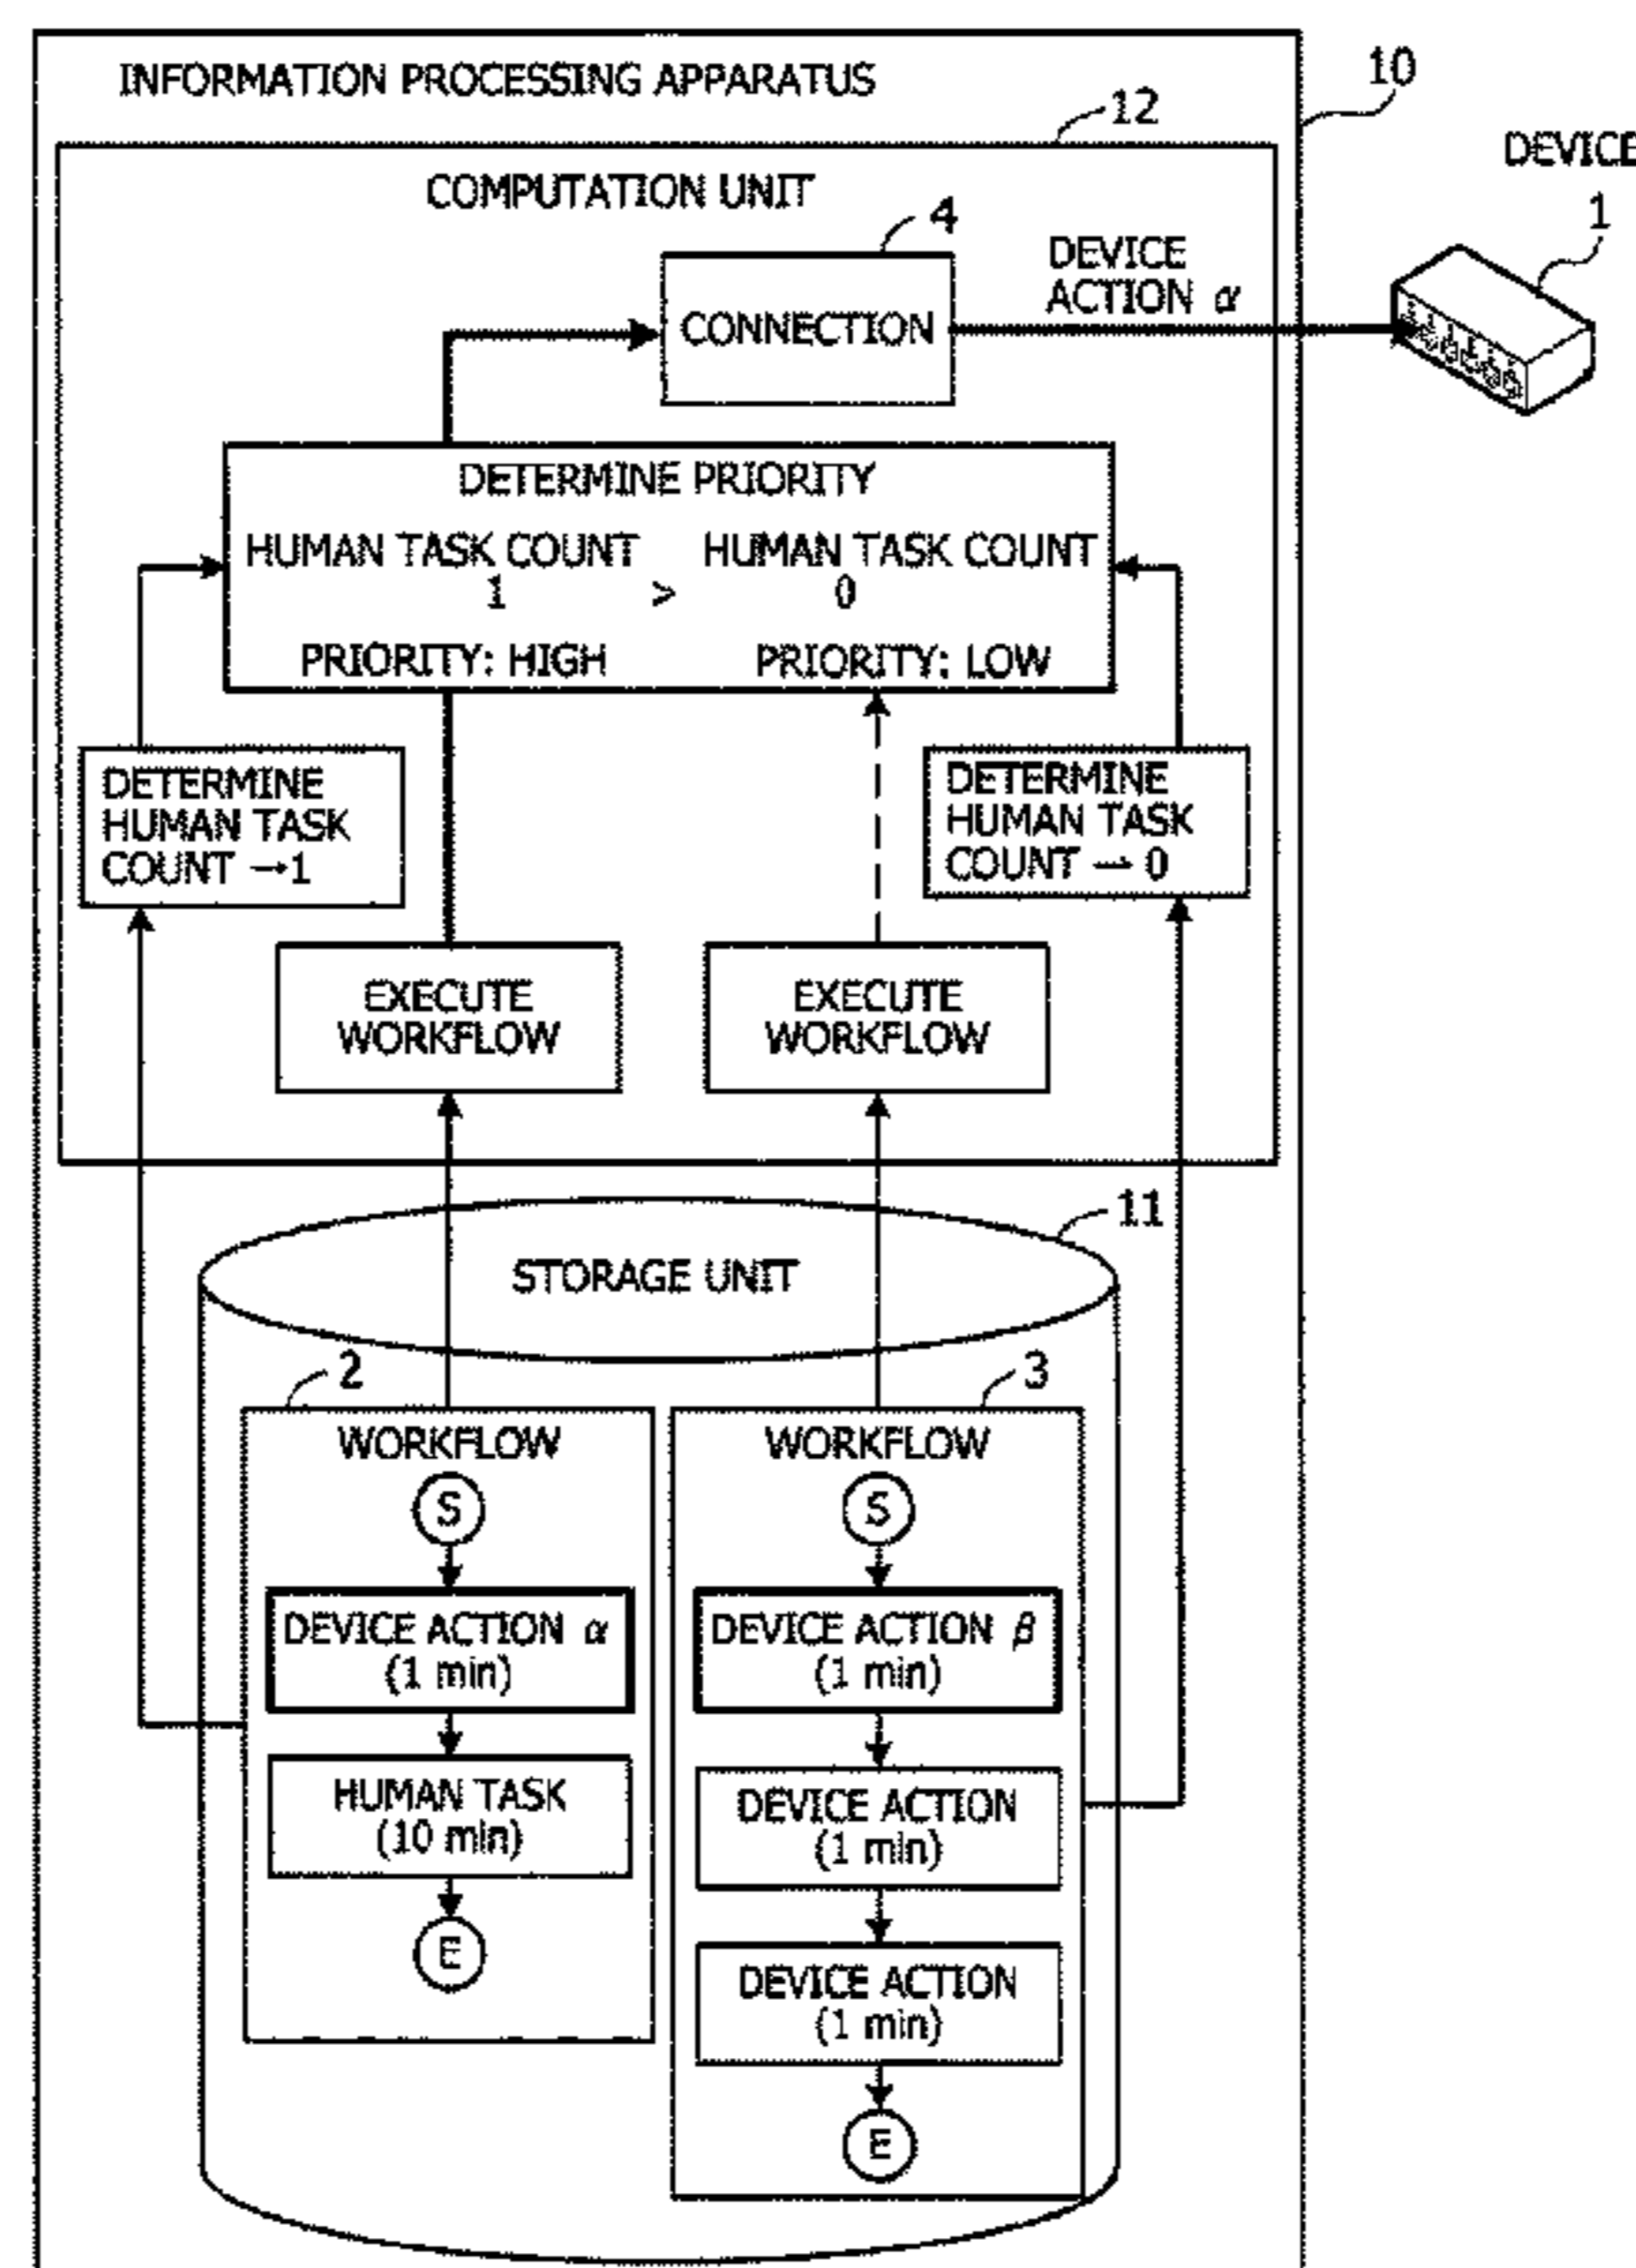 INFORMATION PROCESSING APPARATUS
10
12
DEVICE
1
COMPUTATION UNIT
4
DEVICE
ACTION α
CONNECTION
DETERMINE PRIORITY
HUMAN TASK COUNT HUMAN TASK COUNT
1 > 0
PRIORITY: HIGH PRIORITY: LOW
DETERMINE
HUMAN TASK
COUNT →1
DETERMINE
HUMAN TASK
COUNT → 0
EXECUTE
WORKFLOW
EXECUTE
WORKFLOW
11
STORAGE UNIT
2
WORKFLOW
S
DEVICE ACTION α
(1 min)
HUMAN TASK
(10 min)
E
3
WORKFLOW
S
DEVICE ACTION β
(1 min)
DEVICE ACTION
(1 min)
DEVICE ACTION
(1 min)
E